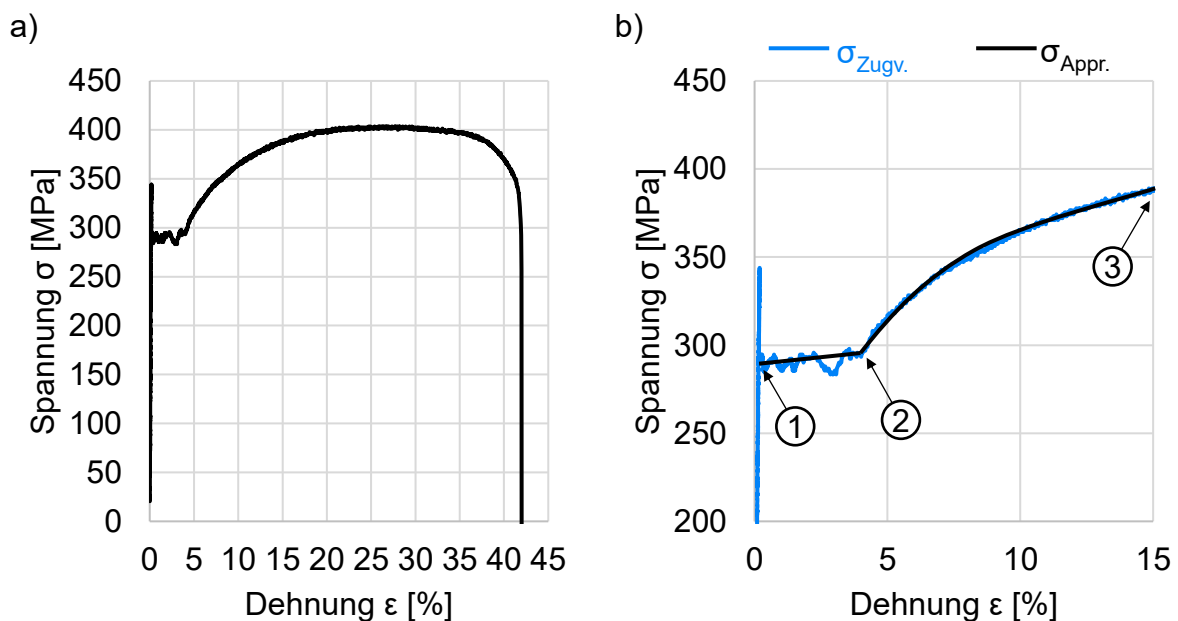 a)
450
400
350
300
250
200
150
100
50
0
0 5 10 15 20 25 30 35 40 45
Spannung σ [MPa]
Dehnung ε [%]
b)
σZugv. σAppr.
450
400
350
300
250
200
0 5 10 15
Spannung σ [MPa]
Dehnung ε [%]
1
2
3